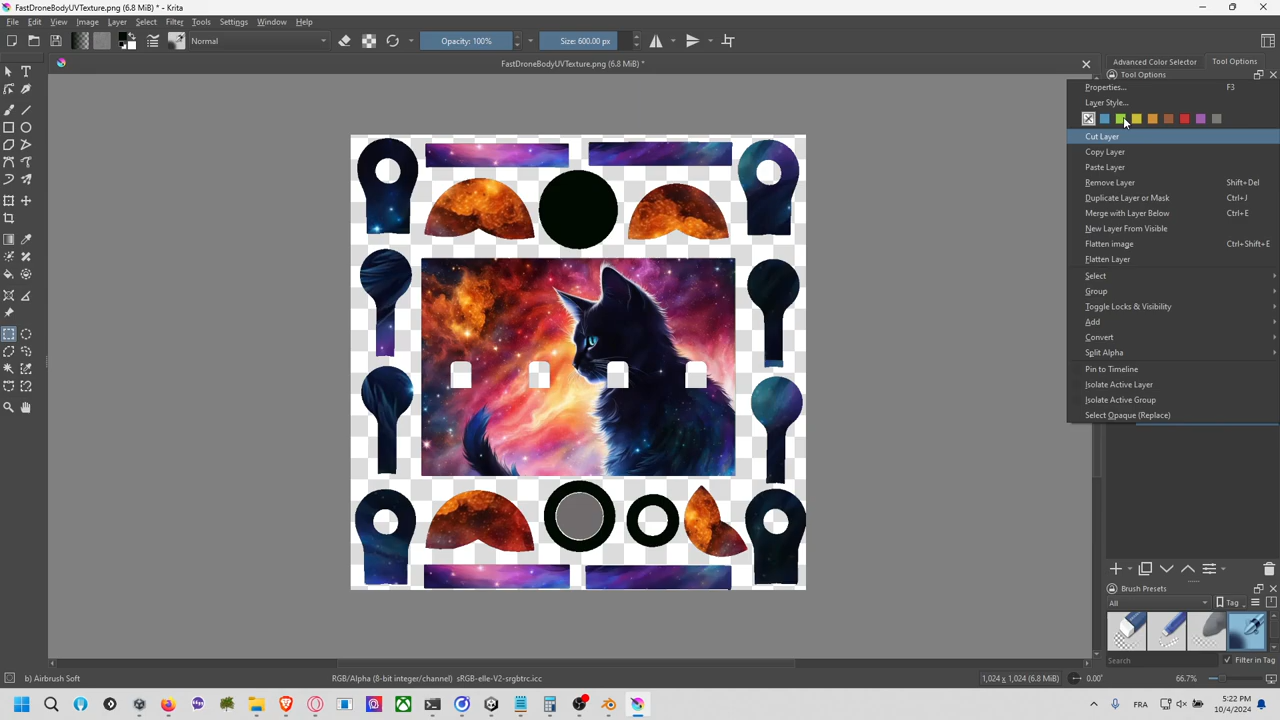 FastDroneBodyUVTexture.png (6.8 MiB) * - Krita
File Edit View Image Layer Select Filter Tools Settings Window Help
Normal Opacity: 100% Size: 600.00 px
FastDroneBodyUVTexture.png (6.8 MiB) *
Advanced Color Selector Tool Options
Tool Options
Properties... F3
Layer Style...
Cut Layer
Copy Layer
Paste Layer
Remove Layer Shift+Del
Duplicate Layer or Mask Ctrl+J
Merge with Layer Below Ctrl+E
New Layer From Visible
Flatten image Ctrl+Shift+E
Flatten Layer
Select
Group
Toggle Locks & Visibility
Add
Convert
Split Alpha
Pin to Timeline
Isolate Active Layer
Isolate Active Group
Select Opaque (Replace)
Brush Presets
All Tag
Search Filter in Tag
b) Airbrush Soft RGB/Alpha (8-bit integer/channel) sRGB-elle-V2-srgbtrc.icc 1,024 x 1,024 (6.8 MiB) 0.00° 66.7%
FRA 5:22 PM
10/4/2024